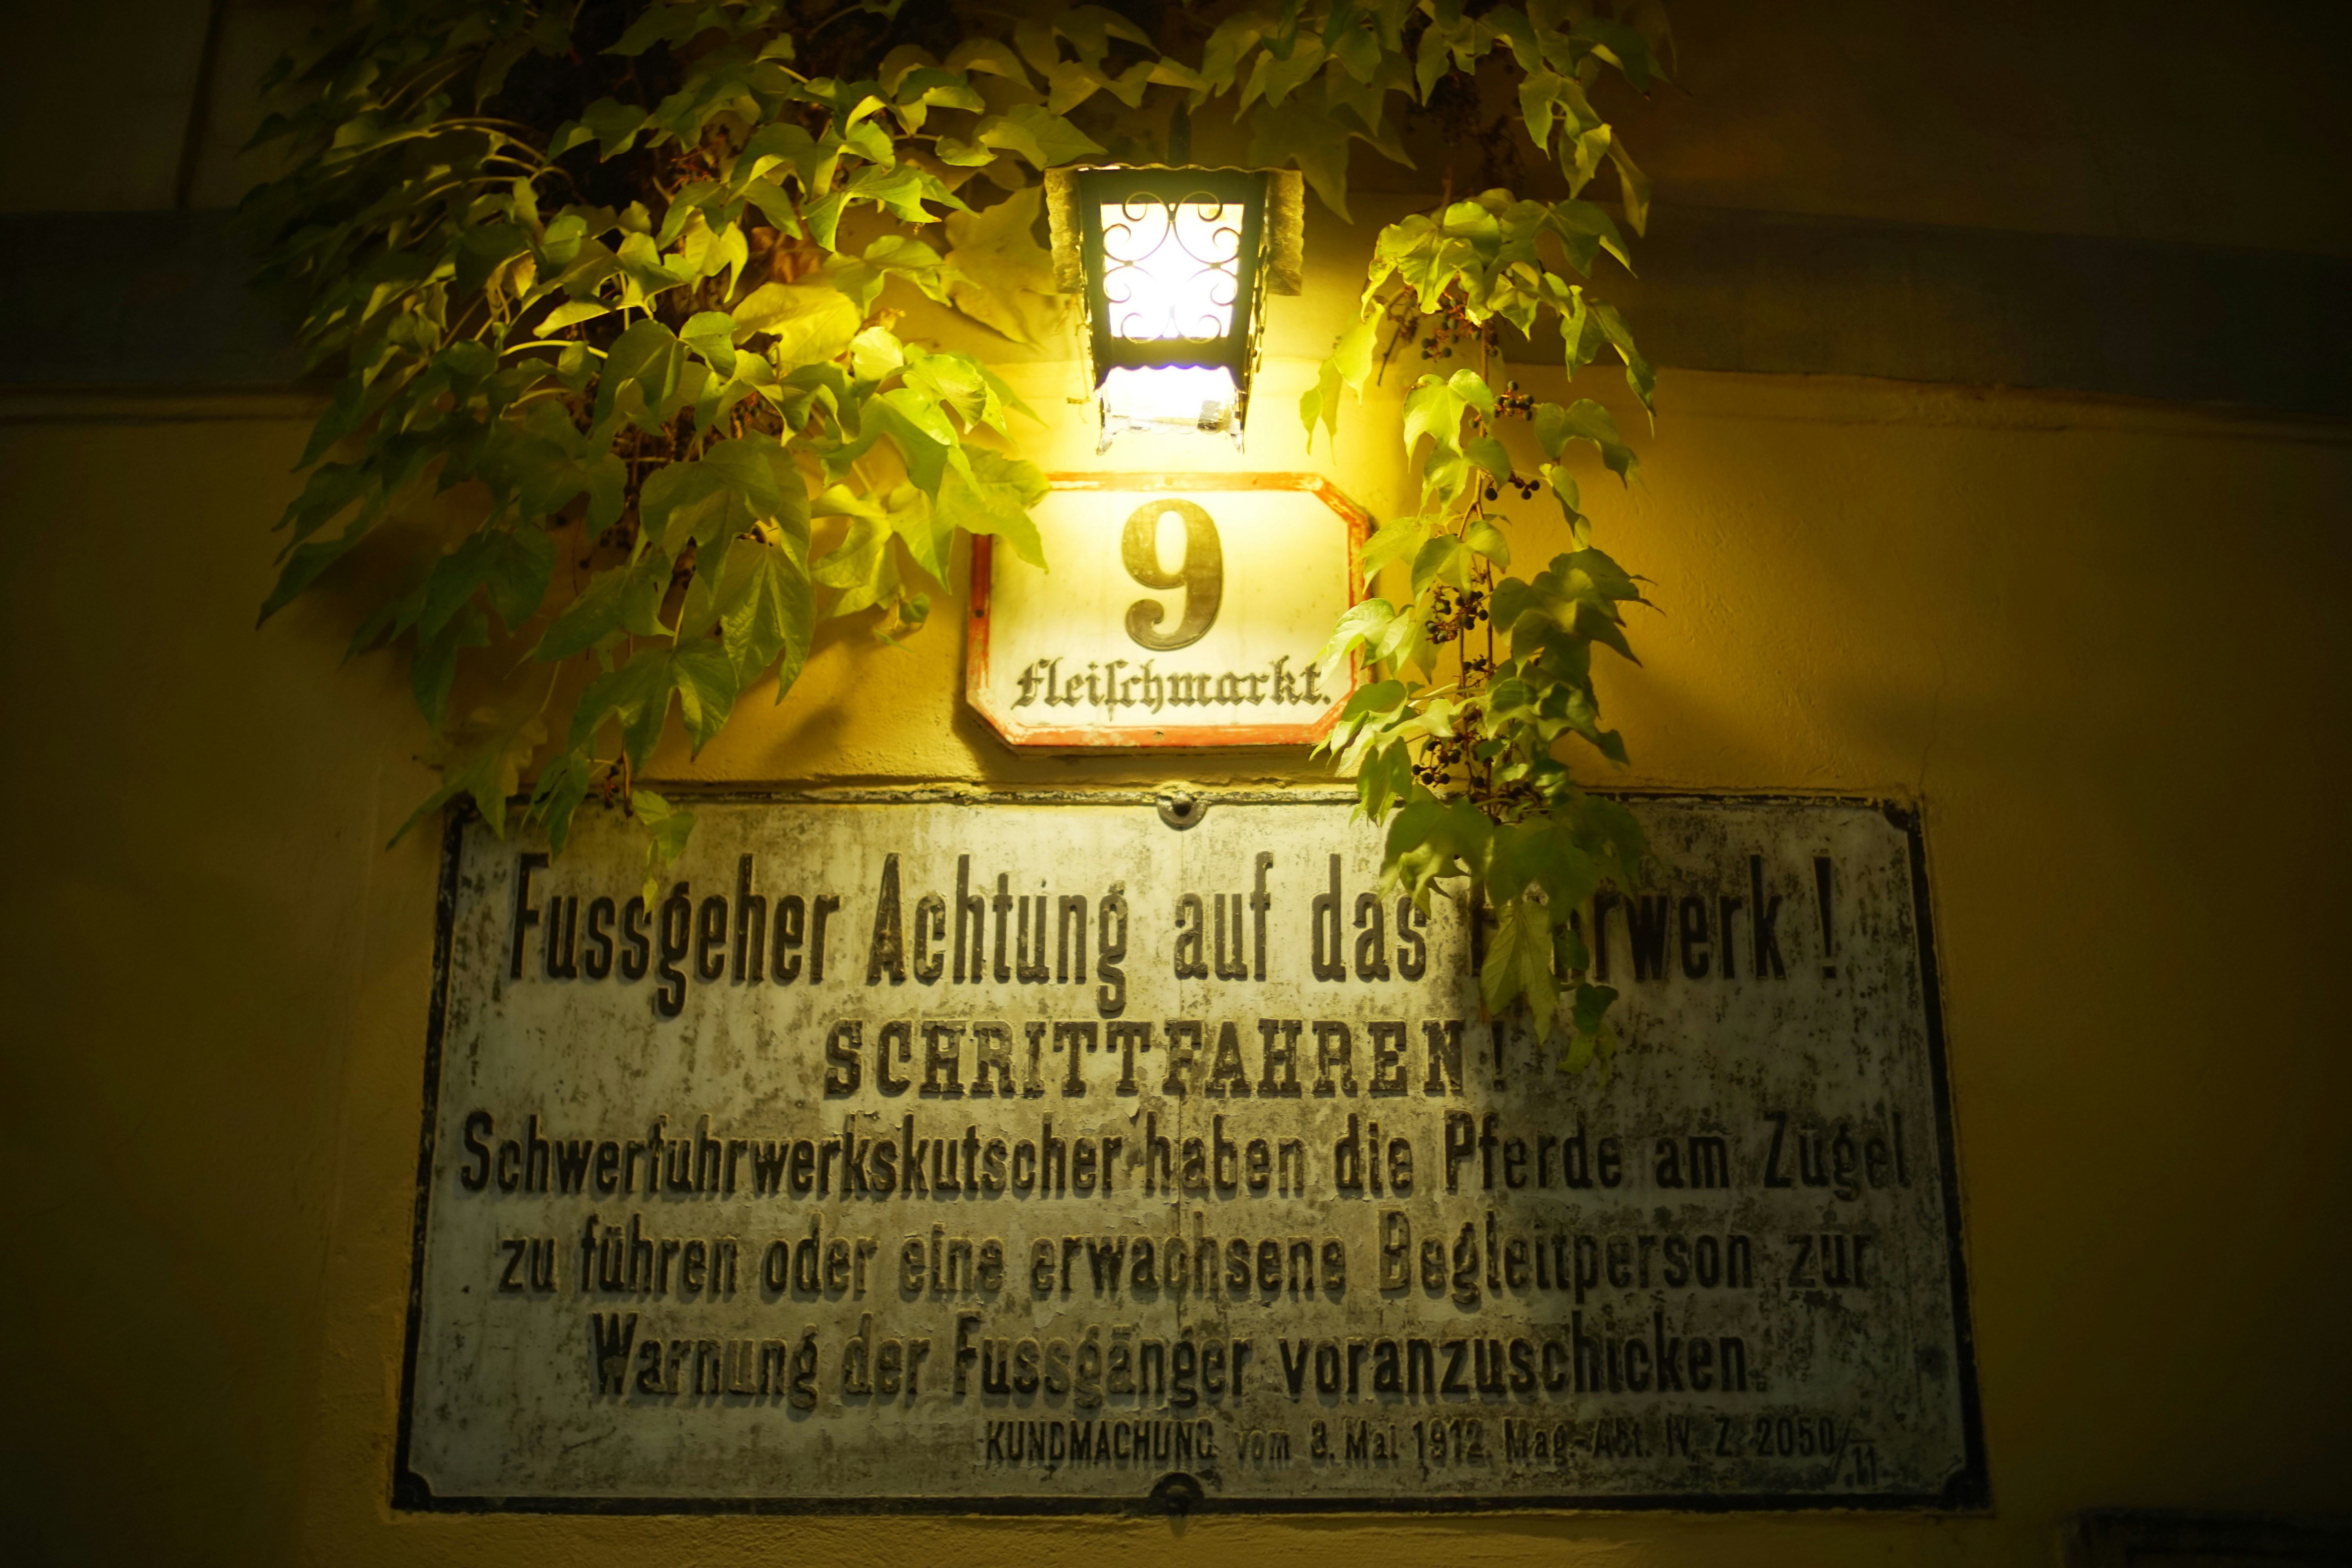 9
Fleiſchmarkt.
Fussgeher Achtung auf das !
SCHRITTFAHREN!
Schwerfuhrwerkskutscher haben die Pferde am Zügel
zu führen oder eine erwachsene Begleitperson zur
Warnung der Fussgänger voranzuschicken.
KUNDMACHUNG vom 8. Mai 1912. Mag.-Abt. IV. Z. 2050/11